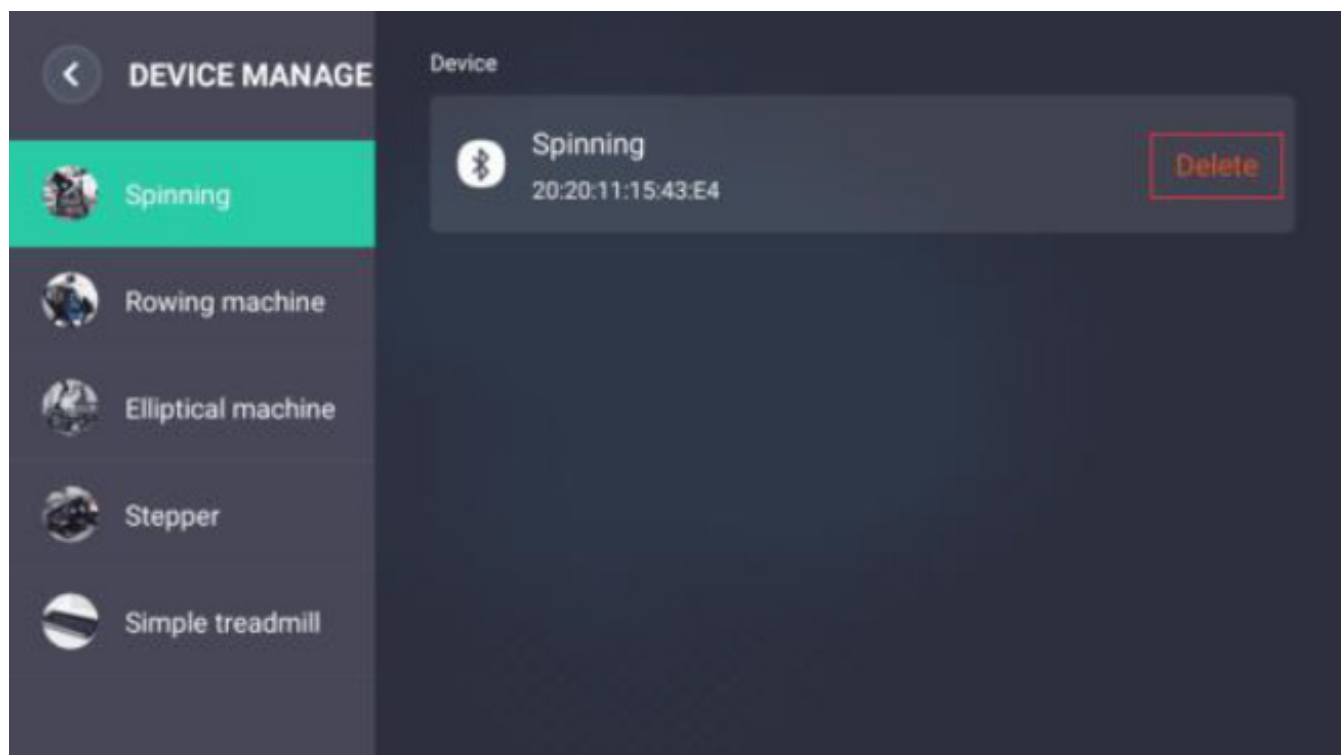 DEVICE MANAGE
Spinning
Rowing machine
Elliptical machine
Stepper
Simple treadmill
Device
Spinning
20:20:11:15:43:E4
Delete